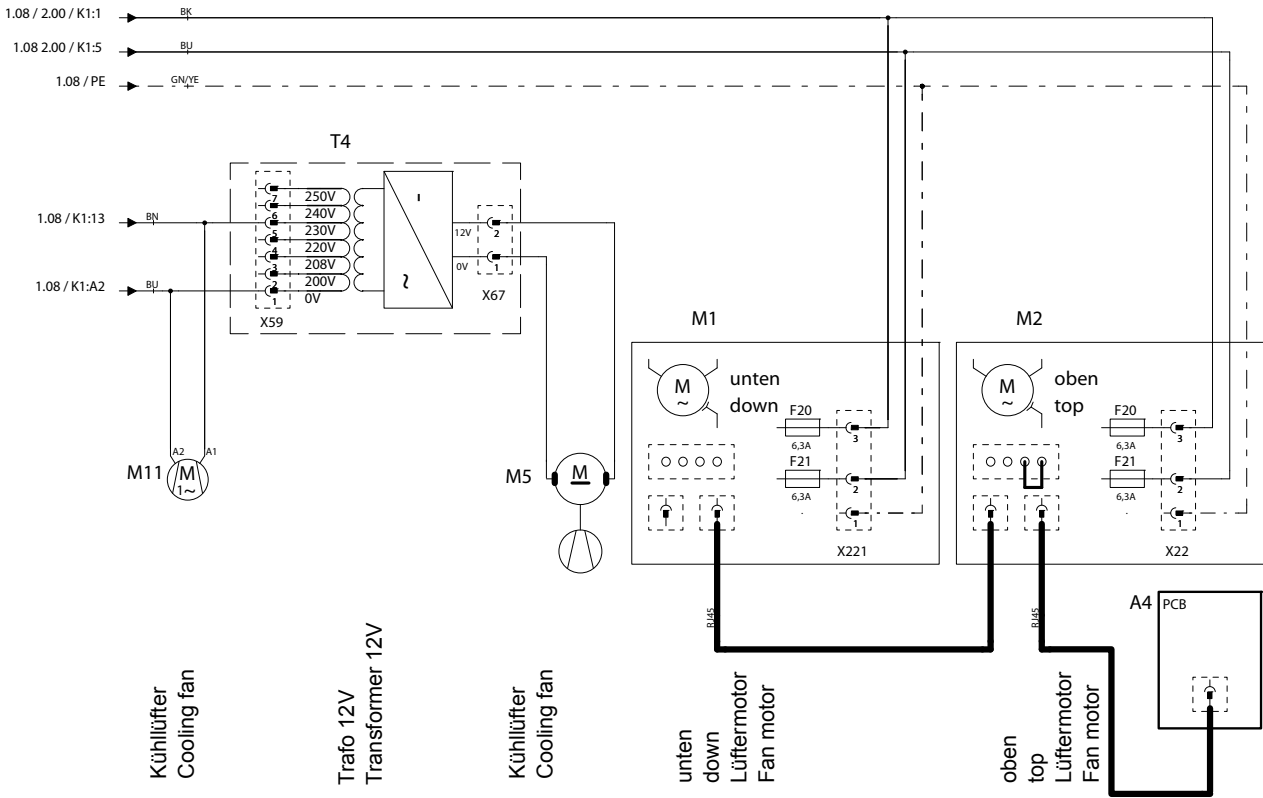 1.08 / 2.00 / K1:1
BK
1.08 2.00 / K1:5
BU
1.08 / PE
GN/YE
T4
7
250V
6
240V
5
230V
4
220V
3
208V
2
200V
1
0V
X59
12V
0V
2
1
X67
1.08 / K1:13
BN
1.08 / K1:A2
BU
M1
M
~
unten
down
F20
6,3A
F21
6,3A
3
2
1
X221
M2
M
~
oben
top
F20
6,3A
F21
6,3A
3
2
1
X22
M11
A2
A1
M
1~
M5
M
RJ45
RJ45
A4
PCB
Kühllüfter
Cooling fan
Trafo 12V
Transformer 12V
Kühllüfter
Cooling fan
unten
down
Lüftermotor
Fan motor
oben
top
Lüftermotor
Fan motor